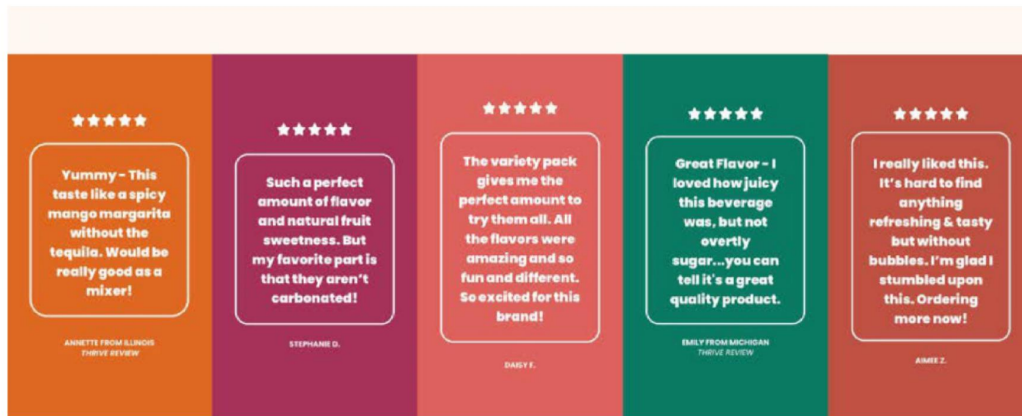 Yummy - This
taste like a spicy
mango margarita
without the
tequila. Would be
really good as a
mixer!
ANNETTE FROM ILLINOIS
THRIVE REVIEW
Such a perfect
amount of flavor
and natural fruit
sweetness. But
my favorite part is
that they aren't
carbonated!
STEPHANIE D.
The variety pack
gives me the
perfect amount to
try them all. All
the flavors were
amazing and so
fun and different.
So excited for this
brand!
DAISY F.
Great Flavor - I
loved how juicy
this beverage
was, but not
overtly
sugar...you can
tell it's a great
quality product.
EMILY FROM MICHIGAN
THRIVE REVIEW
I really liked this.
It's hard to find
anything
refreshing & tasty
but without
bubbles. I'm glad I
stumbled upon
this. Ordering
more now!
AIMEE Z.